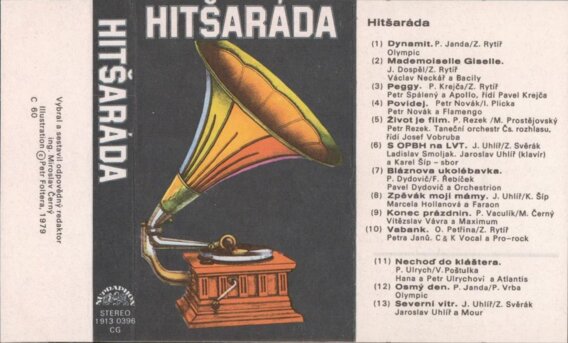 Vybral a sestavil odpovědný redaktor
ing. Miroslav Černý
Illustration © Petr Foltera, 1979
C 60
HITŠARÁDA
HITŠARÁDA
SUPRAPHON
STEREO
1913 0396
CG
Hitšaráda
(1) Dynamit. P. Janda/Z. Rytíř
Olympic
(2) Mademoiselle Giselle.
J. Dospěl/Z. Rytíř
Václav Neckář a Bacily
(3) Peggy. P. Krejča/Z. Rytíř
Petr Spálený a Apollo, řídí Pavel Krejča
(4) Povídej. Petr Novák/I. Plicka
Petr Novák a Flamengo
(5) Život je film. P. Rezek /M. Prostějovský
Petr Rezek. Taneční orchestr Čs. rozhlasu,
řídí Josef Vobruba
(6) S OPBH na LVT. J. Uhlíř/Z. Svěrák
Ladislav Smoljak. Jaroslav Uhlíř (klavír)
a Karel Šíp – sbor
(7) Bláznova ukolébavka.
P. Dydovič/F. Řebíček
Pavel Dydovič a Orchestrion
(8) Zpěvák mojí mámy. J. Uhlíř/K. Šíp
Marcela Holanová a Faraon
(9) Konec prázdnin. P. Vaculík/M. Černý
Vítězslav Vávra a Maximum
(10) Vabank. O. Petřina/Z. Rytíř
Petra Janů. C & K Vocal a Pro-rock
(11) Nechoď do kláštera.
P. Ulrych/V. Poštulka
Hana a Petr Ulrychovi a Atlantis
(12) Osmý den. P. Janda/P. Vrba
Olympic
(13) Severní vítr. J. Uhlíř/Z. Svěrák
Jaroslav Uhlíř a Mour